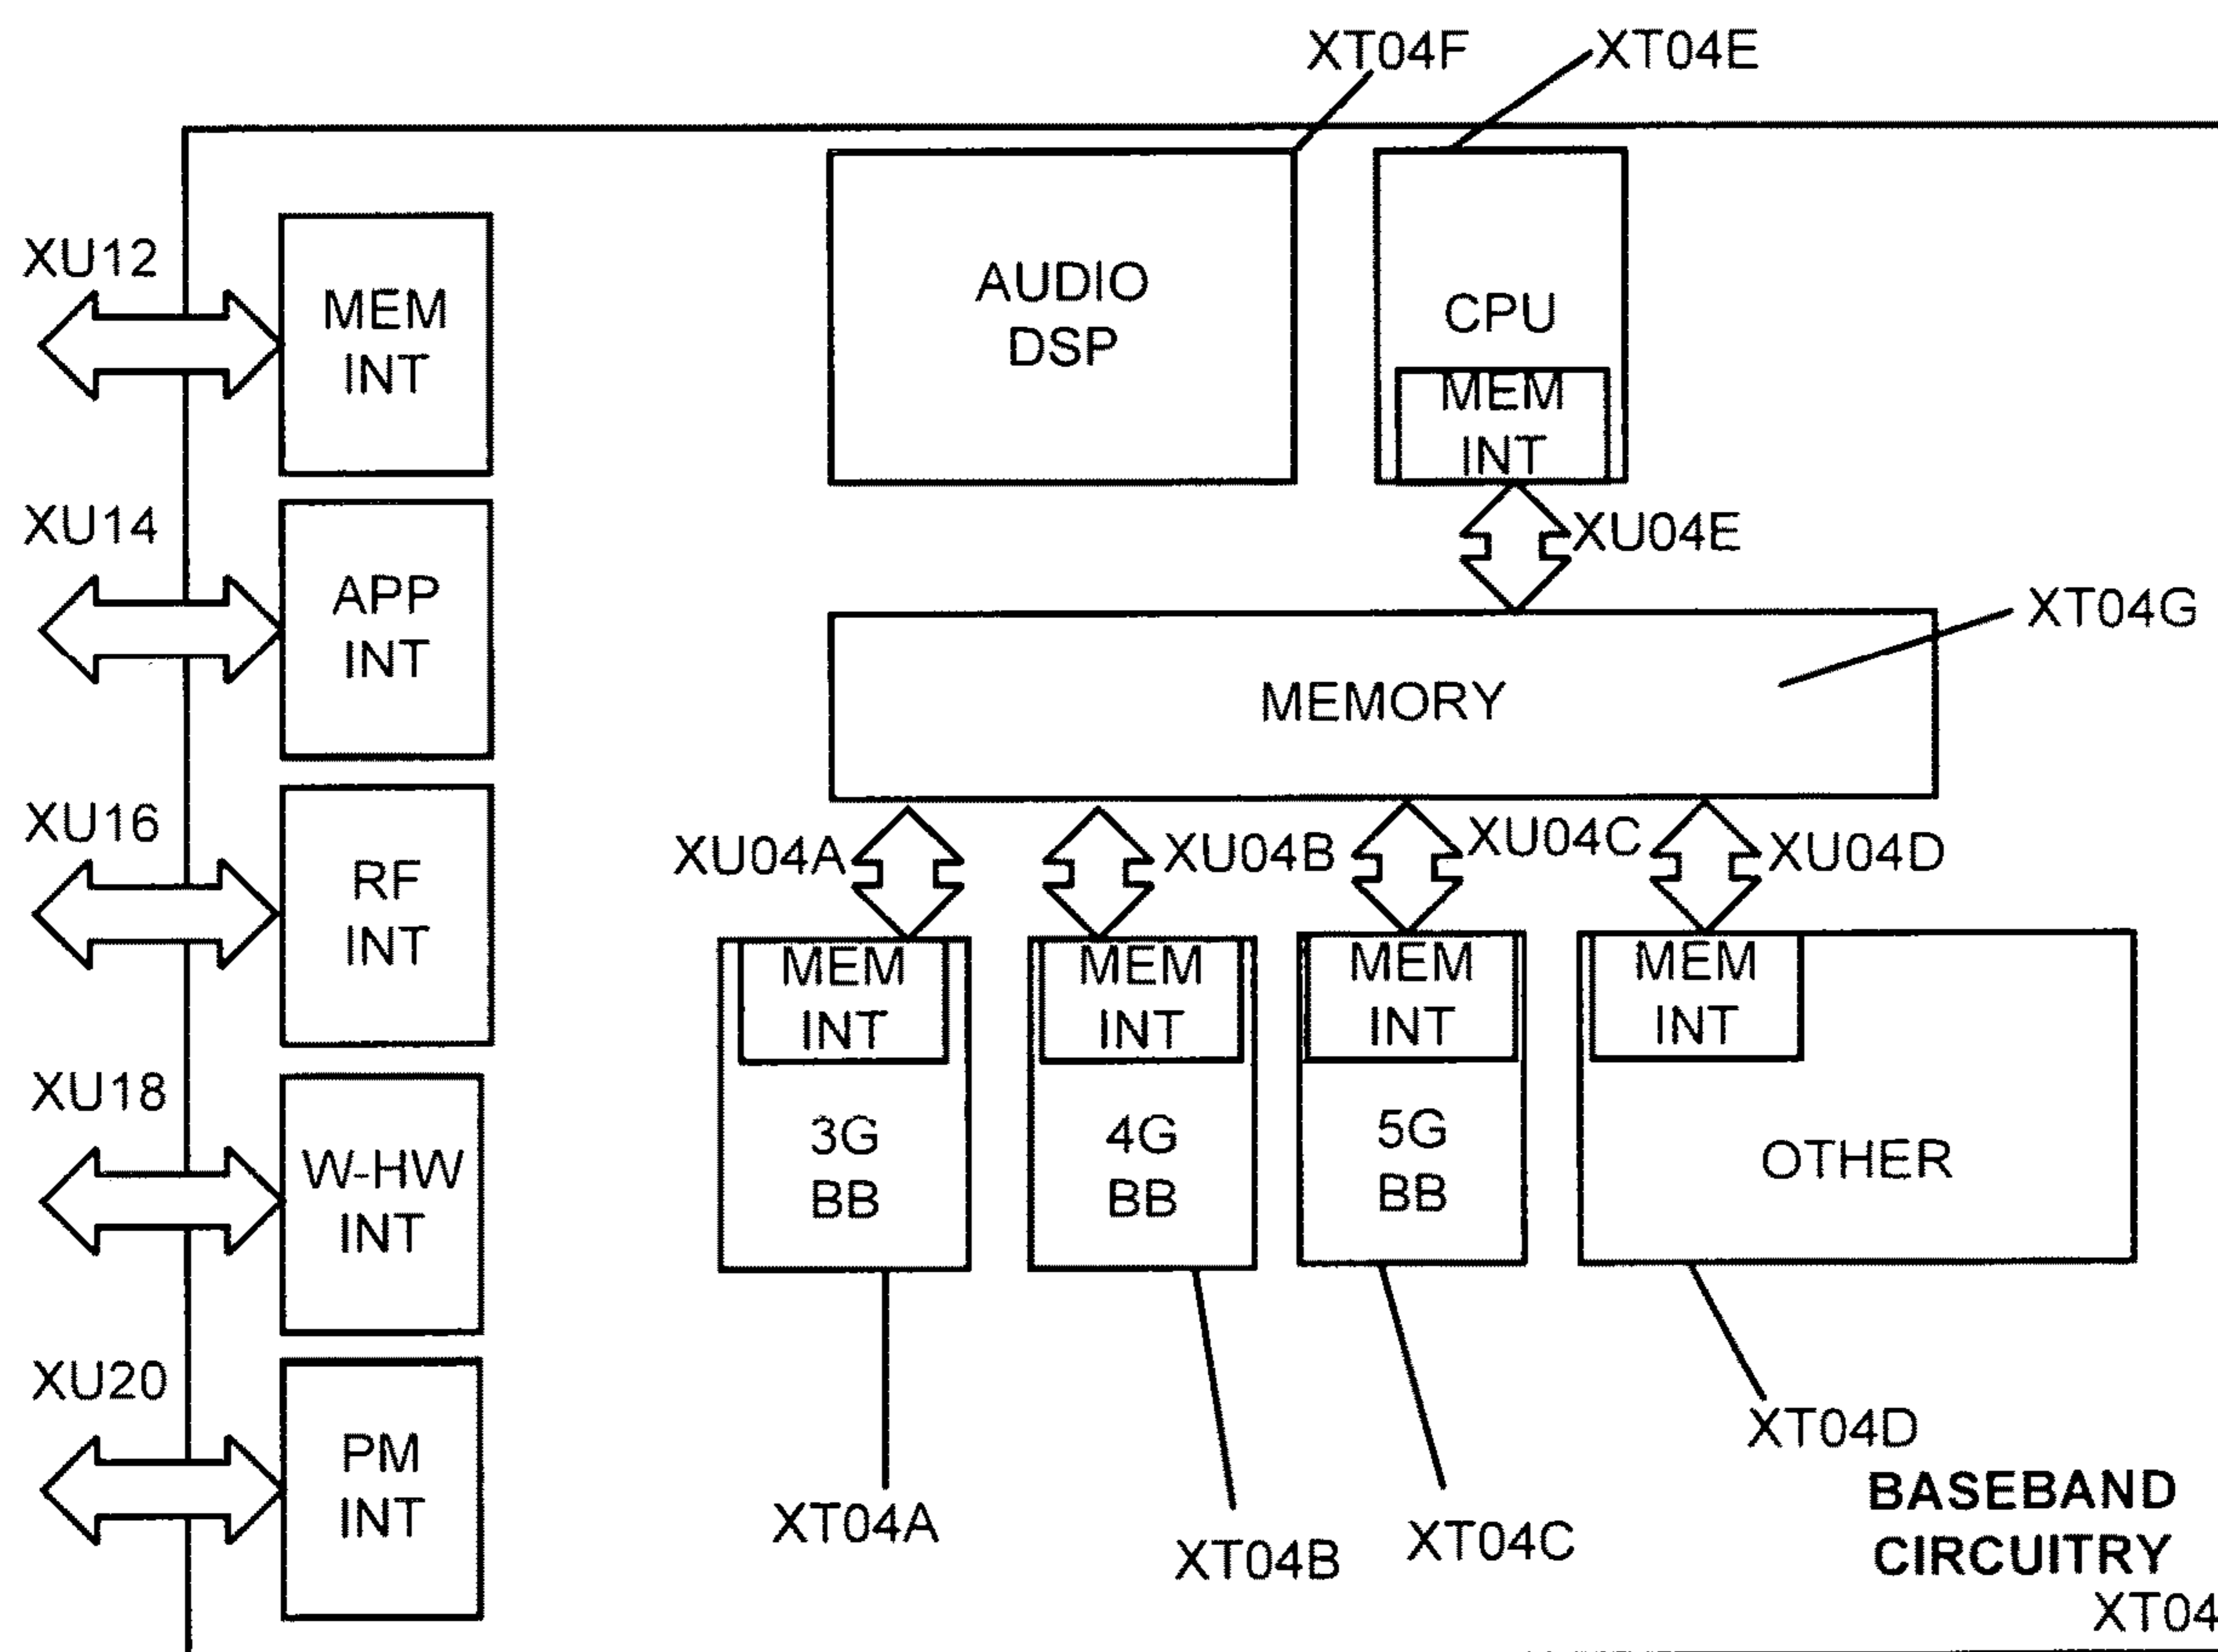 XT04F
XT04E
XU12
MEM
INT
AUDIO
DSP
CPU
MEM
INT
XU14
APP
INT
XU04E
XT04G
MEMORY
XU16
RF
INT
XU04A
XU04B
XU04C
XU04D
MEM
INT
MEM
INT
MEM
INT
MEM
INT
3G
BB
4G
BB
5G
BB
OTHER
XU18
W-HW
INT
XU20
PM
INT
XT04A
XT04B
XT04C
XT04D
BASEBAND
CIRCUITRY
XT04